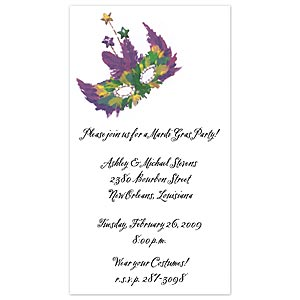 Please join us for a Mardi Gras Party!
Ashley & Michael Stevens
2380 Bourbon Street
New Orleans, Louisiana
Tuesday, February 26, 2009
8:00 p.m.
Wear your Costumes!
r.s.v.p. 287-3098